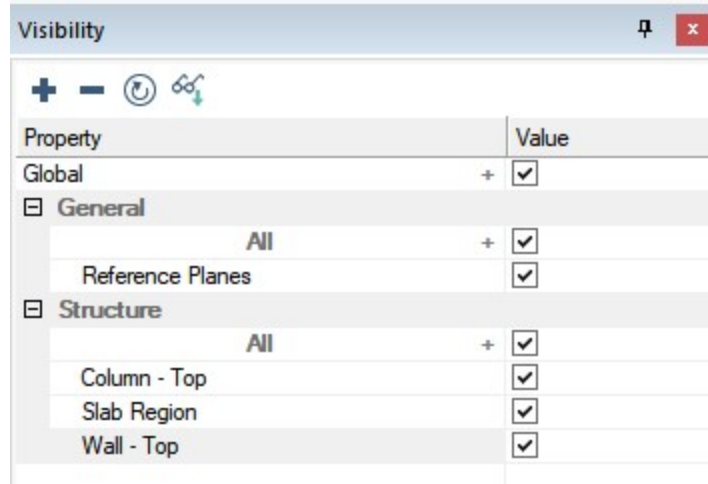 Visibility
Property Value
Global +
General
All +
Reference Planes
Structure
All +
Column - Top
Slab Region
Wall - Top